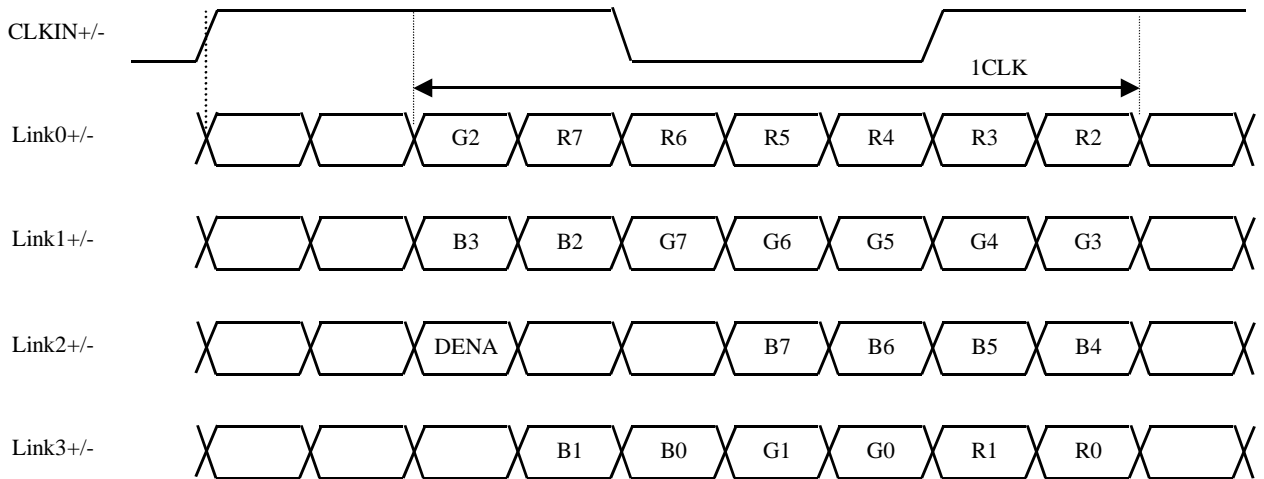 CLKIN+/-
1CLK
Link0+/- G2 R7 R6 R5 R4 R3 R2
Link1+/- B3 B2 G7 G6 G5 G4 G3
Link2+/- DENA B7 B6 B5 B4
Link3+/- B1 B0 G1 G0 R1 R0